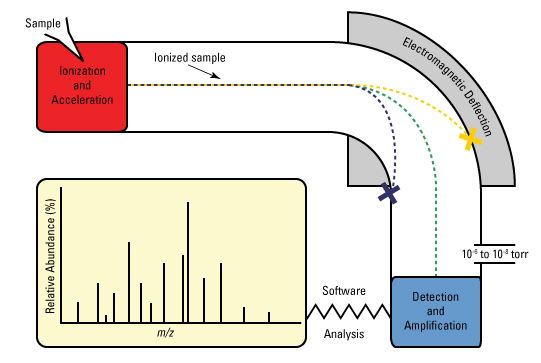 Sample
Ionization
and
Acceleration
Ionized sample
Electromagnetic Deflection
10⁻⁶ to 10⁻⁸ torr
Relative Abundance (%)
m/z
Software
Analysis
Detection
and
Amplification